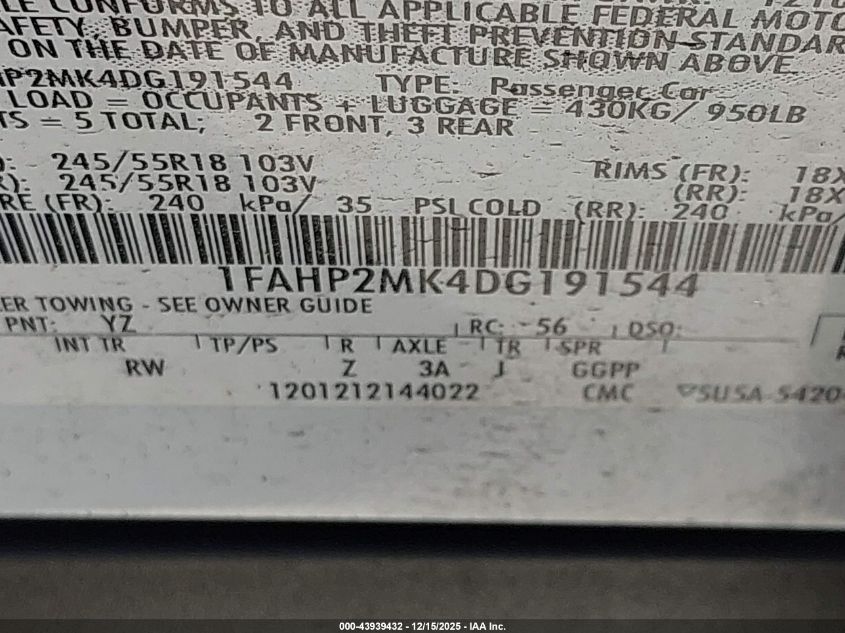 CONFORMS TO ALL APPLICABLE FEDERAL MOTO
AFETY, BUMPER, AND THEFT PREVENTION STANDAR
ON THE DATE OF MANUFACTURE SHOWN ABOVE.
HP2MK4DG191544 TYPE: Passenger Car
LOAD = OCCUPANTS + LUGGAGE = 430KG/ 950LB
TS = 5 TOTAL; 2 FRONT, 3 REAR
): 245/55R18 103V RIMS (FR): 18X
R): 245/55R18 103V (RR): 18X
RE (FR): 240 kPa/ 35 PSI COLD (RR): 240 kPa/
1FAHP2MK4DG191544
ER TOWING - SEE OWNER GUIDE
PNT: YZ RC: 56 DSO:
INT TR TP/PS R AXLE TR SPR
RW Z 3A J GGPP
1201212144022 CMC 5U5A-5420
000-43939432 - 12/15/2025 - IAA Inc.